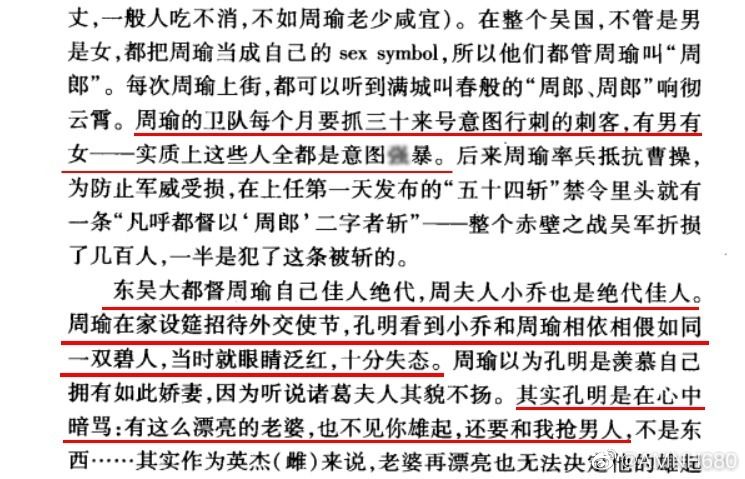 丈，一般人吃不消，不如周瑜老少咸宜）。在整个吴国，不管是男
是女，都把周瑜当成自己的 sex symbol，所以他们都管周瑜叫“周
郎”。每次周瑜上街，都可以听到满城叫春般的“周郎、周郎”响彻
云霄。周瑜的卫队每个月要抓三十来号意图行刺的刺客，有男有
女——实质上这些人全都是意图暴。后来周瑜率兵抵抗曹操，
为防止军威受损，在上任第一天发布的“五十四斩”禁令里头就有
一条“凡呼都督以‘周郎’二字者斩”——整个赤壁之战吴军折损
了几百人，一半是犯了这条被斩的。
东吴大都督周瑜自己佳人绝代，周夫人小乔也是绝代佳人。
周瑜在家设筵招待外交使节，孔明看到小乔和周瑜相依相偎如同
一双碧人，当时就眼睛泛红，十分失态。周瑜以为孔明是羡慕自己
拥有如此娇妻，因为听说诸葛夫人其貌不扬。其实孔明是在心中
暗骂：有这么漂亮的老婆，也不见你雄起，还要和我抢男人，不是东
西……其实作为英杰（雌）来说，老婆再漂亮也无法决定他的雄起